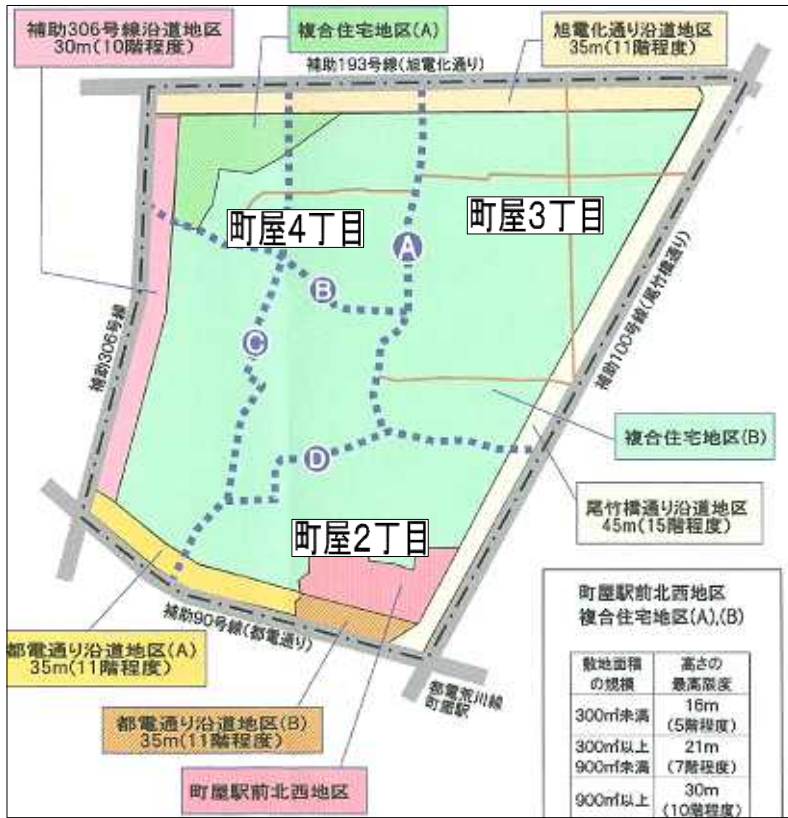 補助306号線沿道地区
30m(10階程度)
複合住宅地区(A)
旭電化通り沿道地区
35m(11階程度)
補助193号線(旭電化通り)
町屋4丁目
町屋3丁目
A
B
C
D
補助306号線
補助100号線(尾竹橋通り)
複合住宅地区(B)
尾竹橋通り沿道地区
45m(15階程度)
町屋2丁目
補助90号線(都電通り)
都電荒川線
町屋駅
都電通り沿道地区(A)
35m(11階程度)
都電通り沿道地区(B)
35m(11階程度)
町屋駅前北西地区
町屋駅前北西地区
複合住宅地区(A),(B)
敷地面積
の規模
高さの
最高限度
300㎡未満
16m
(5階程度)
300㎡以上
900㎡未満
21m
(7階程度)
900㎡以上
30m
(10階程度)